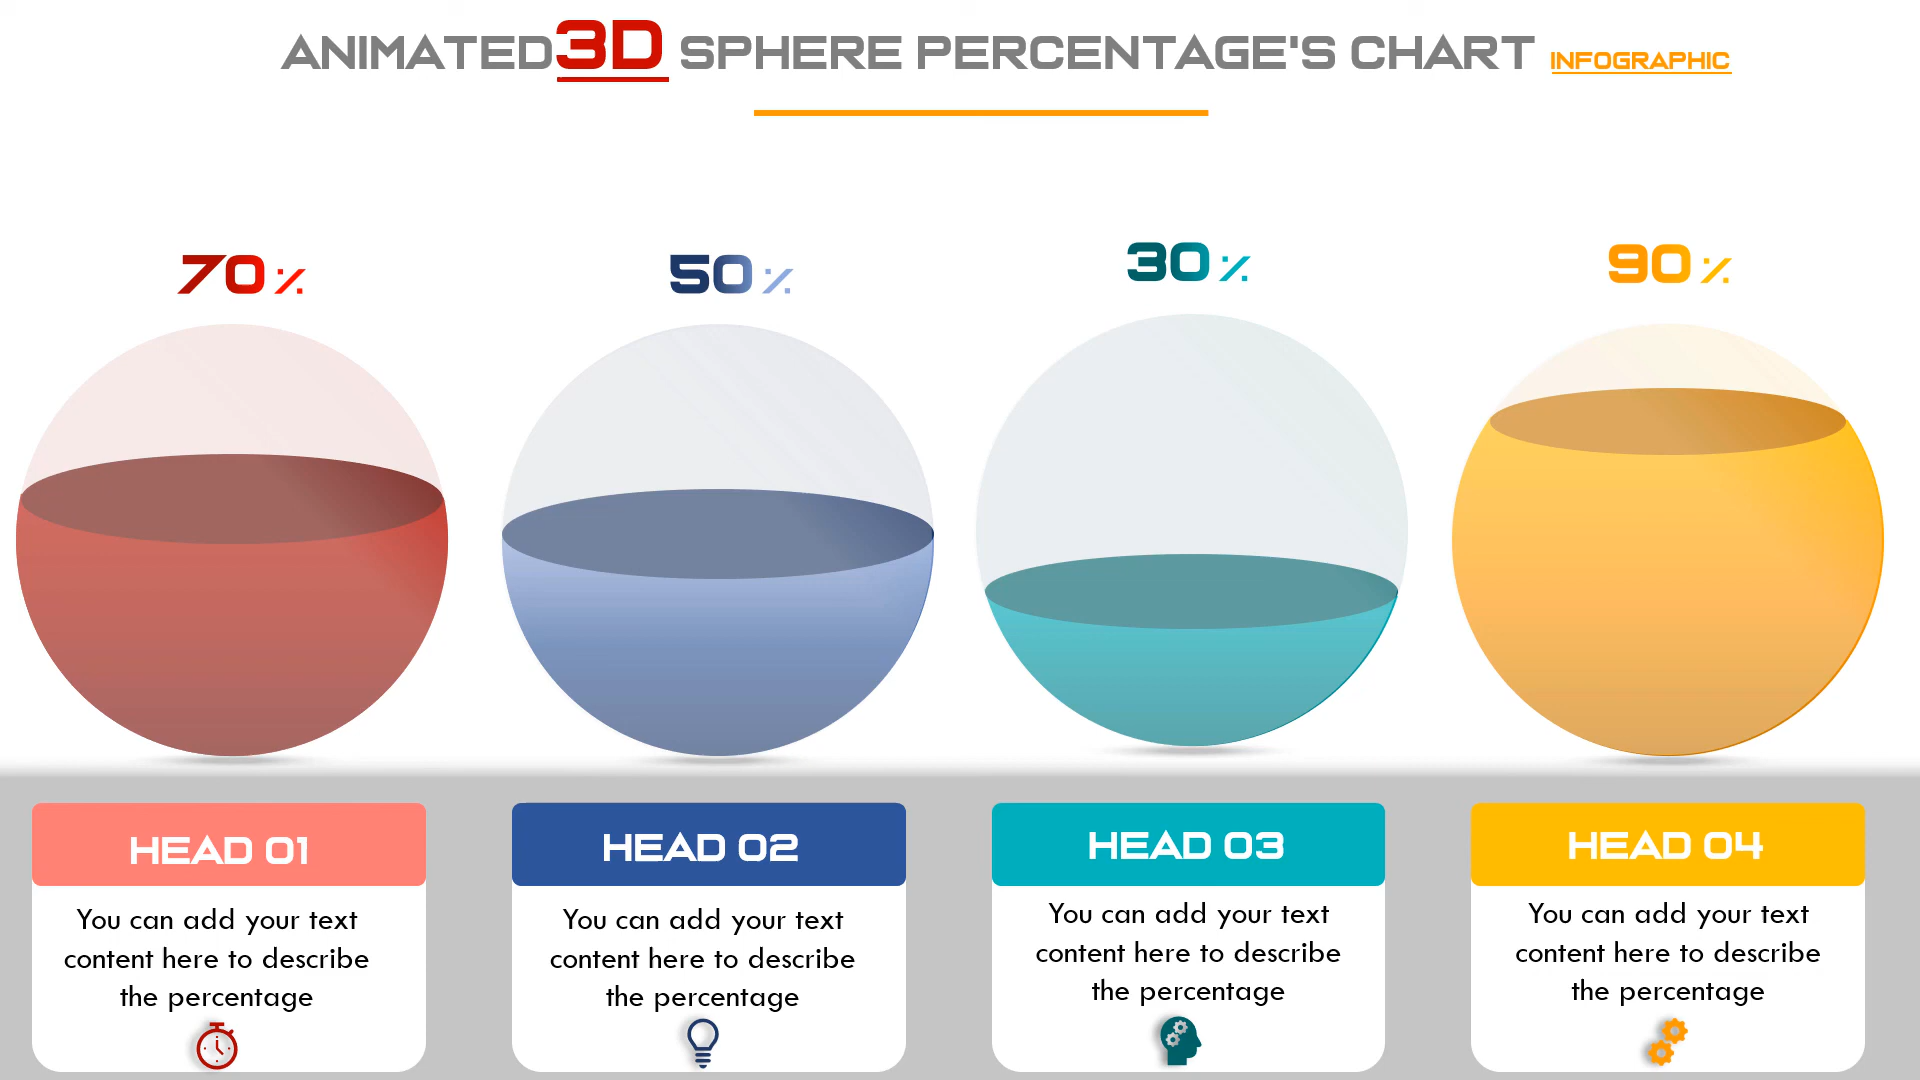 ANIMATED3D SPHERE PERCENTAGE'S CHART INFOGRAPHIC
70 %
50 %
30 %
90 %
HEAD 01
You can add your text
content here to describe
the percentage
HEAD 02
You can add your text
content here to describe
the percentage
HEAD 03
You can add your text
content here to describe
the percentage
HEAD 04
You can add your text
content here to describe
the percentage